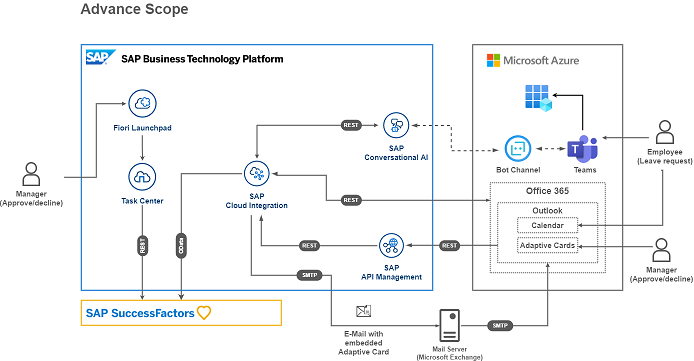 Advance Scope
SAP
SAP Business Technology Platform
Microsoft Azure
Fiori Launchpad
REST
SAP
Conversational AI
Bot Channel
T
Teams
Employee
(Leave request)
Manager
(Approve/decline)
Task Center
SAP
Cloud Integration
REST
Office 365
Outlook
Calendar
Adaptive Cards
REST
OData
REST
SAP
API Management
REST
Manager
(Approve/decline)
SMTP
SAP SuccessFactors
E-Mail with
embedded
Adaptive Card
Mail Server
(Microsoft Exchange)
SMTP